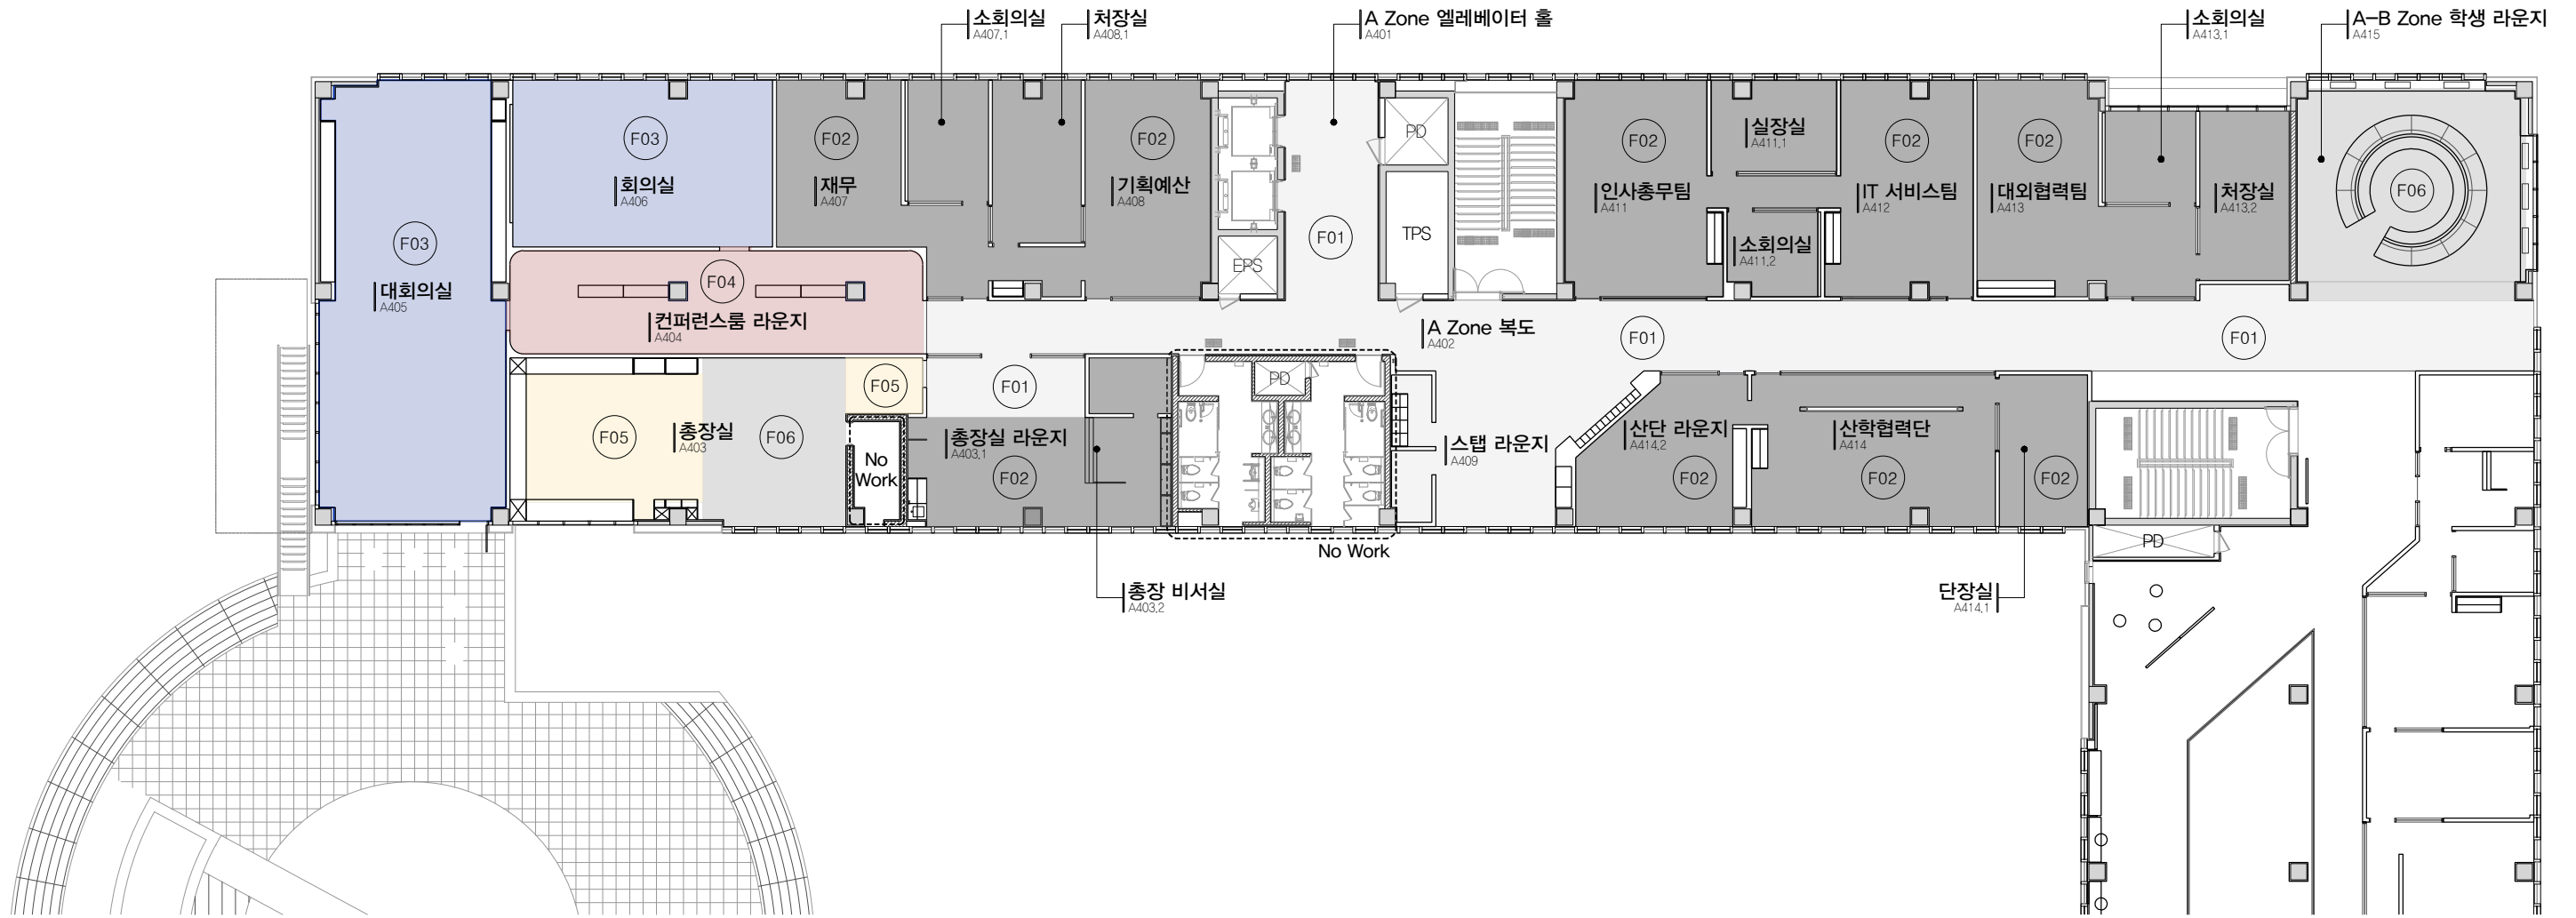 소회의실
A407.1
처장실
A408.1
A Zone 엘레베이터 홀
A401
소회의실
A413.1
A-B Zone 학생 라운지
A415
F03
회의실
A406
F02
재무
A407
F02
기획예산
A408
PD
F02
인사총무팀
A411
실장실
A411.1
F02
IT 서비스팀
A412
F02
대외협력팀
A413
처장실
A413.2
F06
F03
대회의실
A405
F04
컨퍼런스룸 라운지
A404
EPS
F01
TPS
소회의실
A411.2
A Zone 복도
A402
F01
F01
F05
총장실
A403
F06
F05
No
Work
F01
총장실 라운지
A403.1
F02
PD
스탭 라운지
A409
산단 라운지
A414.2
F02
산학협력단
A414
F02
F02
No Work
PD
총장 비서실
A403.2
단장실
A414.1